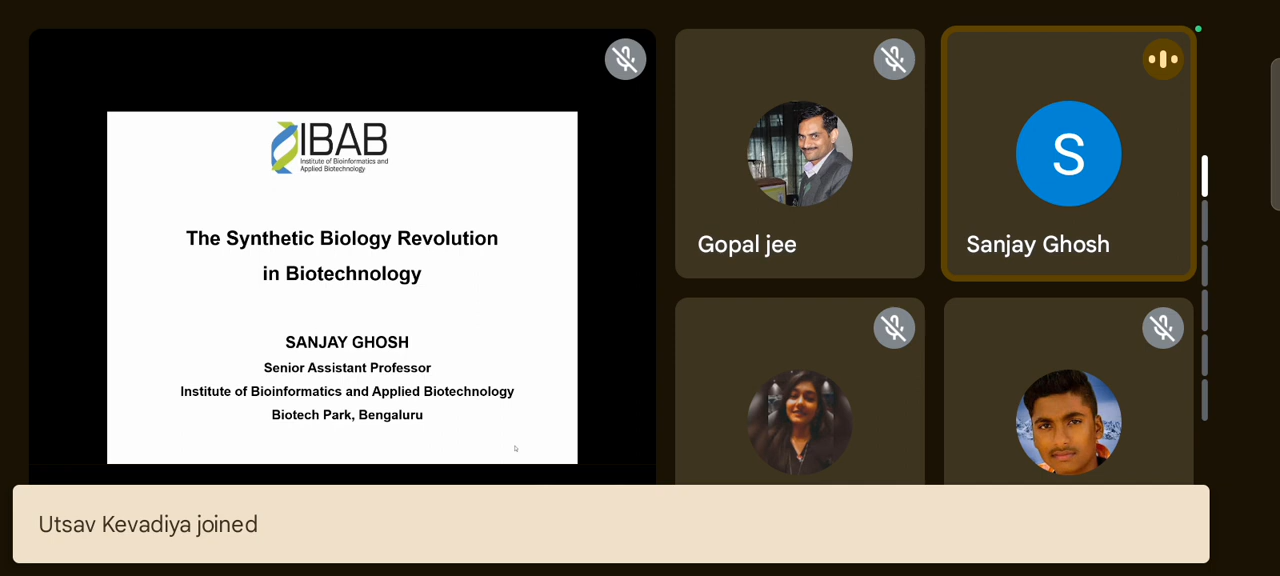 IBAB
Institute of Bioinformatics and
Applied Biotechnology
The Synthetic Biology Revolution
in Biotechnology
SANJAY GHOSH
Senior Assistant Professor
Institute of Bioinformatics and Applied Biotechnology
Biotech Park, Bengaluru
Gopal jee
S
Sanjay Ghosh
Utsav Kevadiya joined